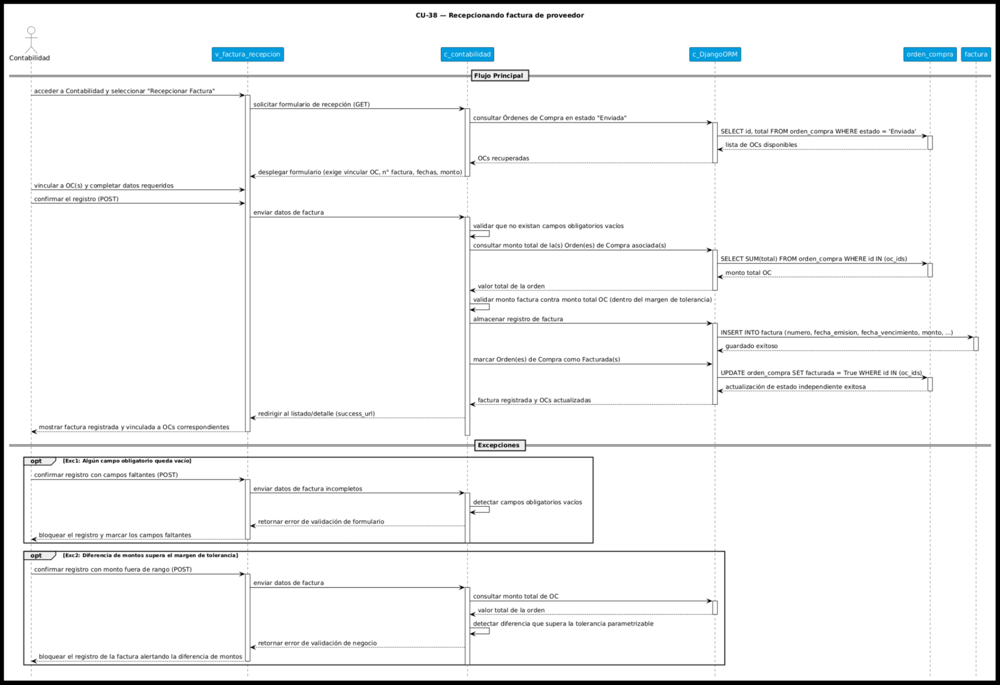 CU-38 — Recepcionando factura de proveedor
Contabilidad
v_factura_recepcion
c_contabilidad
c_DjangoORM
orden_compra
factura
Flujo Principal
acceder a Contabilidad y seleccionar "Recepcionar Factura"
solicitar formulario de recepción (GET)
consultar Órdenes de Compra en estado "Enviada"
SELECT id, total FROM orden_compra WHERE estado = 'Enviada'
lista de OCs disponibles
OCs recuperadas
desplegar formulario (exige vincular OC, n° factura, fechas, monto)
vincular a OC(s) y completar datos requeridos
confirmar el registro (POST)
enviar datos de factura
validar que no existan campos obligatorios vacíos
consultar monto total de la(s) Orden(es) de Compra asociada(s)
SELECT SUM(total) FROM orden_compra WHERE id IN (oc_ids)
monto total OC
valor total de la orden
validar monto factura contra monto total OC (dentro del margen de tolerancia)
almacenar registro de factura
INSERT INTO factura (numero, fecha_emision, fecha_vencimiento, monto, ...)
guardado exitoso
marcar Orden(es) de Compra como Facturada(s)
UPDATE orden_compra SET facturada = True WHERE id IN (oc_ids)
actualización de estado independiente exitosa
factura registrada y OCs actualizadas
redirigir al listado/detalle (success_url)
mostrar factura registrada y vinculada a OCs correspondientes
Excepciones
opt [Exc1: Algún campo obligatorio queda vacío]
confirmar registro con campos faltantes (POST)
enviar datos de factura incompletos
detectar campos obligatorios vacíos
retornar error de validación de formulario
bloquear el registro y marcar los campos faltantes
opt [Exc2: Diferencia de montos supera el margen de tolerancia]
confirmar registro con monto fuera de rango (POST)
enviar datos de factura
consultar monto total de OC
valor total de la orden
detectar diferencia que supera la tolerancia parametrizable
retornar error de validación de negocio
bloquear el registro de la factura alertando la diferencia de montos